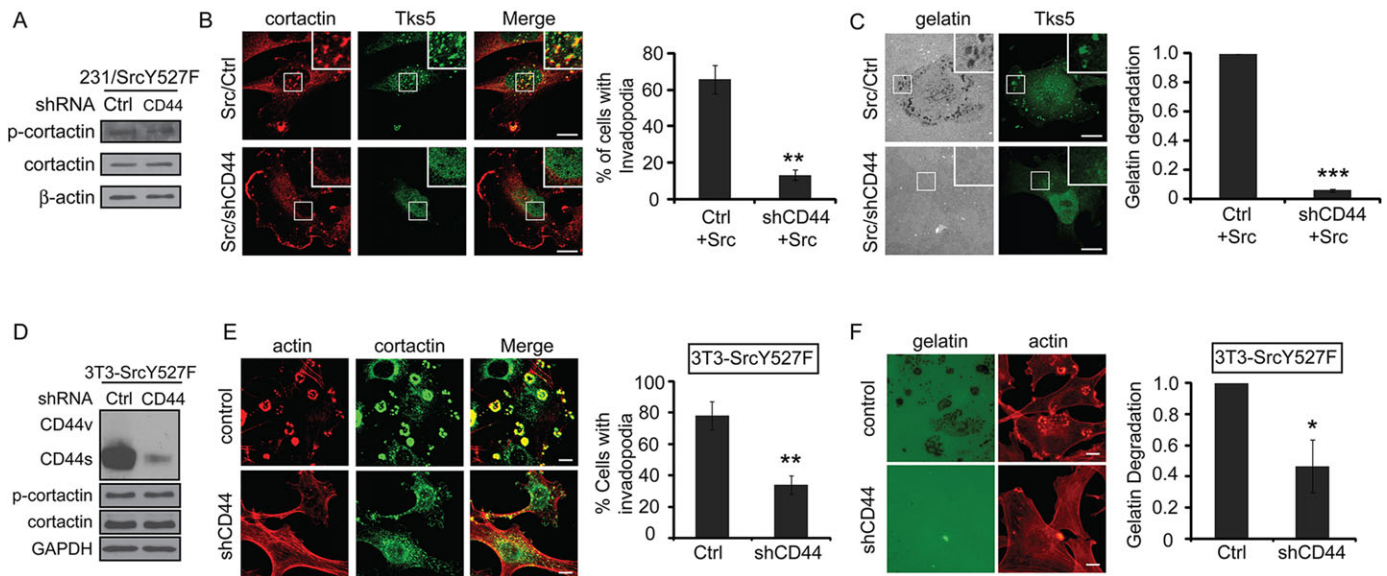 A
231/SrcY527F
shRNA Ctrl CD44
p-cortactin
cortactin
β-actin
B
cortactin Tks5 Merge
Src/Ctrl
Src/shCD44
% of cells with
Invadopodia
80
60
40
20
0
**
Ctrl
+Src
shCD44
+Src
C
gelatin Tks5
Src/Ctrl
Src/shCD44
Gelatin degradation
1.0
0.8
0.6
0.4
0.2
0
***
Ctrl
+Src
shCD44
+Src
D
3T3-SrcY527F
shRNA Ctrl CD44
CD44v
CD44s
p-cortactin
cortactin
GAPDH
E
actin cortactin Merge
control
shCD44
3T3-SrcY527F
% Cells with
invadopodia
100
80
60
40
20
0
**
Ctrl shCD44
F
gelatin actin
control
shCD44
3T3-SrcY527F
Gelatin Degradation
1.0
0.8
0.6
0.4
0.2
0
*
Ctrl shCD44